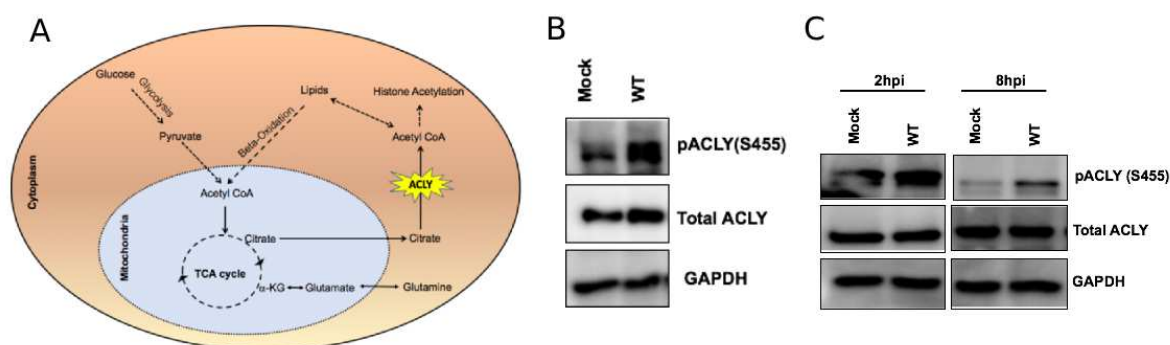 A
Glucose
Glycolysis
Pyruvate
Lipids
Beta-Oxidation
Histone Acetylation
Acetyl CoA
ACLY
Acetyl CoA
Citrate
Citrate
TCA cycle
α-KG
Glutamate
Glutamine
Cytoplasm
Mitochondria
B
Mock
WT
pACLY(S455)
Total ACLY
GAPDH
C
2hpi
8hpi
Mock
WT
Mock
WT
pACLY (S455)
Total ACLY
GAPDH